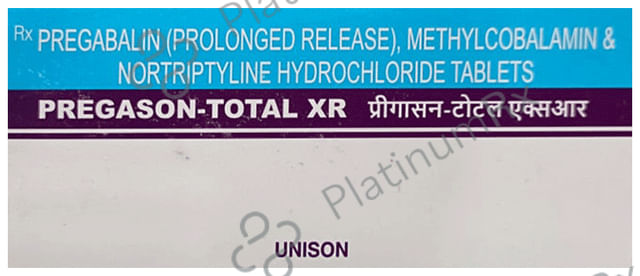 Rx PREGABALIN (PROLONGED RELEASE), METHYLCOBALAMIN &
NORTRIPTYLINE HYDROCHLORIDE TABLETS
PREGASON-TOTAL XR प्रीगासन-टोटल एक्सआर
PlatinumRx
UNISON